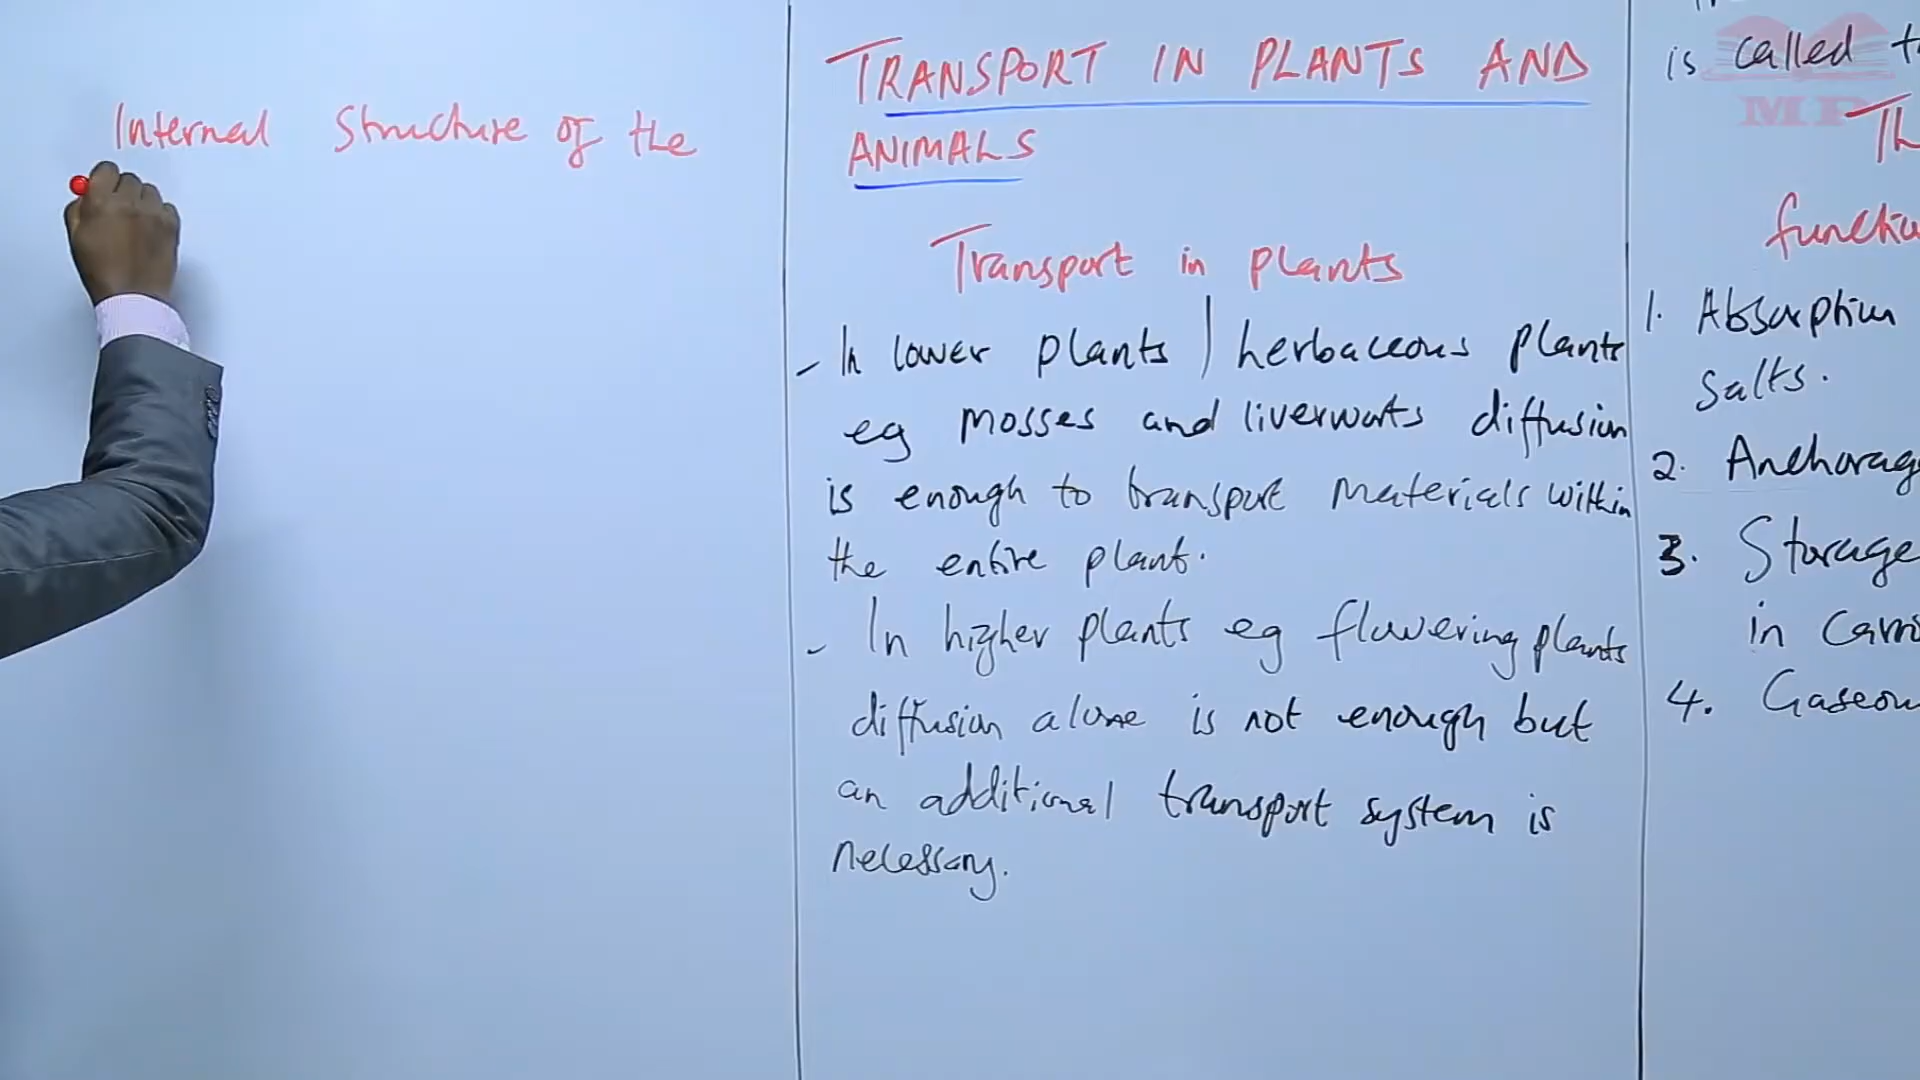 Internal Structure of the
TRANSPORT IN PLANTS AND
ANIMALS
Transport in plants
- In lower plants / herbaceous plants
eg mosses and liverworts diffusion
is enough to transport materials within
the entire plant.
- In higher plants eg flowering plants
diffusion alone is not enough but
an additional transport system is
necessary.
is called
Th
functio
1. Absorption
Salts.
2. Anchorag
3. Storage
in Carro
4. Gaseou
MP